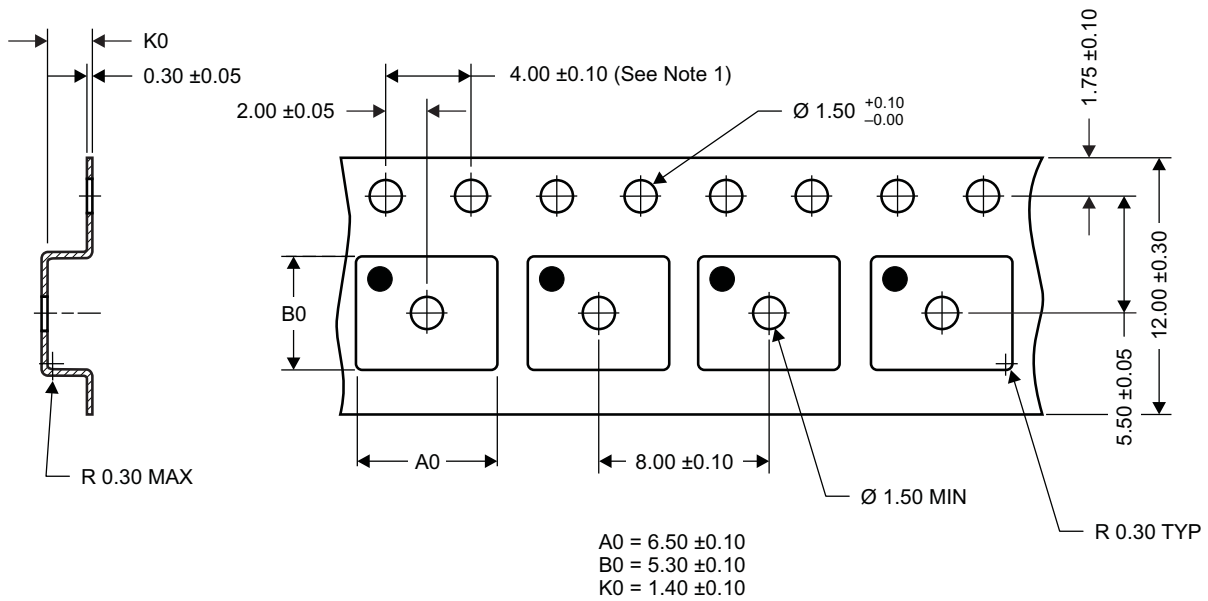 K0
0.30 ±0.05
4.00 ±0.10 (See Note 1)
2.00 ±0.05
Ø 1.50 +0.10 –0.00
1.75 ±0.10
12.00 ±0.30
5.50 ±0.05
B0
A0
8.00 ±0.10
R 0.30 MAX
Ø 1.50 MIN
R 0.30 TYP
A0 = 6.50 ±0.10
B0 = 5.30 ±0.10
K0 = 1.40 ±0.10